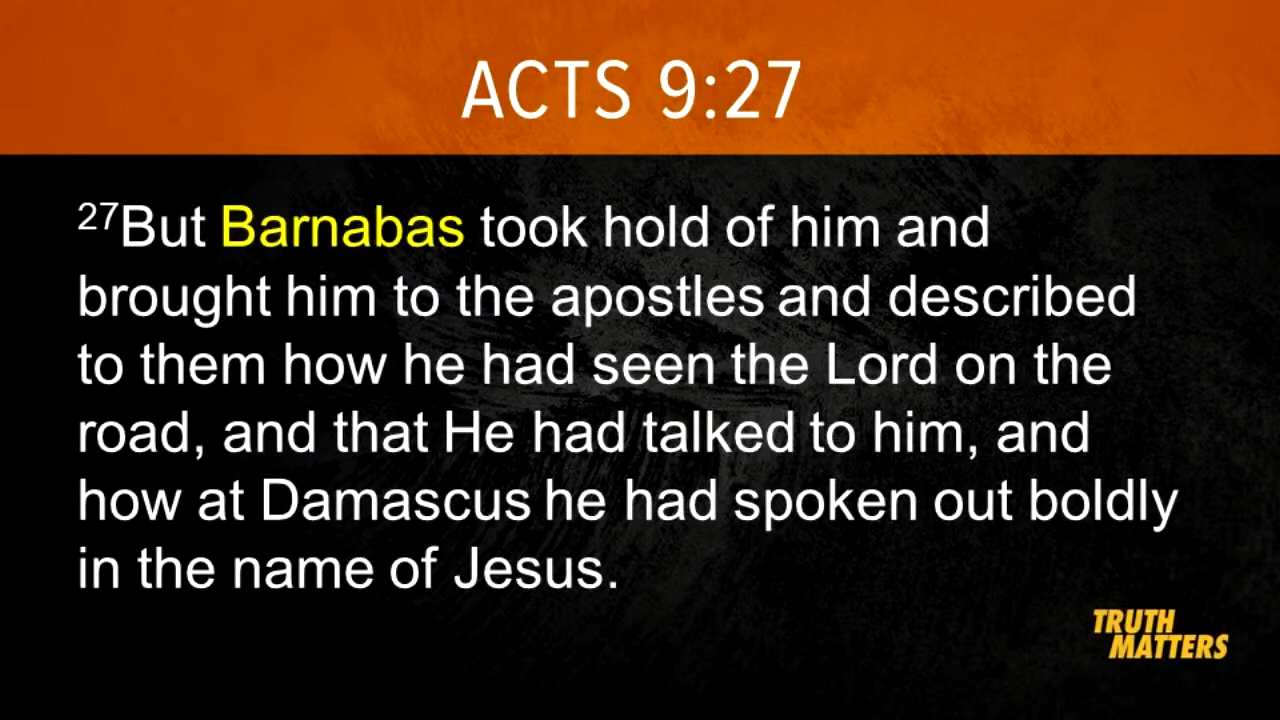 ACTS 9:27
27But Barnabas took hold of him and
brought him to the apostles and described
to them how he had seen the Lord on the
road, and that He had talked to him, and
how at Damascus he had spoken out boldly
in the name of Jesus.
TRUTH
MATTERS